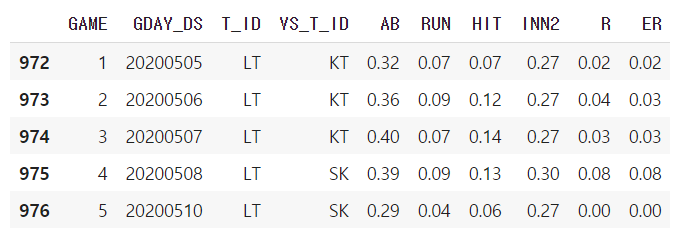 GAME GDAY_DS T_ID VS_T_ID AB RUN HIT INN2 R ER
972 1 20200505 LT KT 0.32 0.07 0.07 0.27 0.02 0.02
973 2 20200506 LT KT 0.36 0.09 0.12 0.27 0.04 0.03
974 3 20200507 LT KT 0.40 0.07 0.14 0.27 0.03 0.03
975 4 20200508 LT SK 0.39 0.09 0.13 0.30 0.08 0.08
976 5 20200510 LT SK 0.29 0.04 0.06 0.27 0.00 0.00